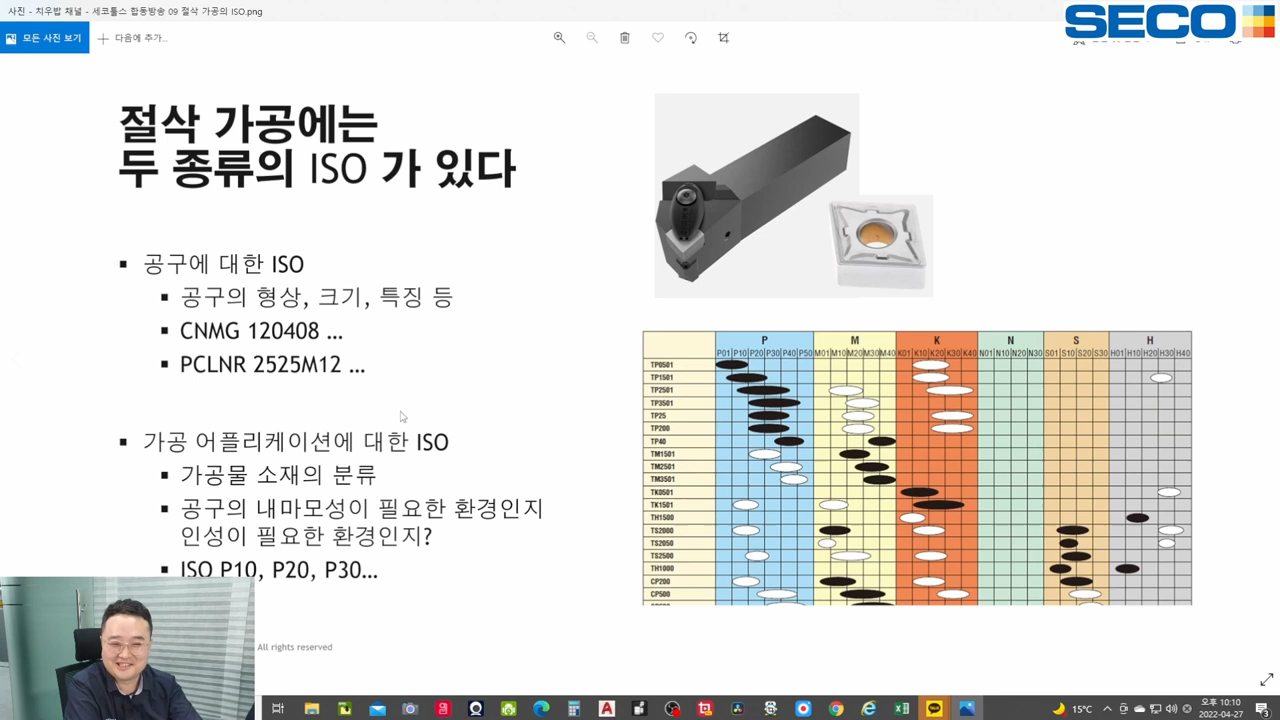 사진 - 치우밥 채널 - 세코툴스 합동방송 09 절삭 가공의 ISO.png
SECO
모든 사진 보기
다음에 추가...
절삭 가공에는
두 종류의 ISO 가 있다
공구에 대한 ISO
공구의 형상, 크기, 특징 등
CNMG 120408 ...
PCLNR 2525M12 ...
가공 어플리케이션에 대한 ISO
가공물 소재의 분류
공구의 내마모성이 필요한 환경인지
인성이 필요한 환경인지?
ISO P10, P20, P30...
All rights reserved
P M K N S H
P01 P10 P20 P30 P40 P50 M01 M10 M20 M30 M40 K01 K10 K20 K30 K40 N01 N10 N20 N30 S01 S10 S20 S30 H01 H10 H20 H30 H40
TP0501
TP1501
TP2501
TP3501
TP25
TP200
TP40
TM1501
TM2501
TM3501
TK0501
TK1501
TH1500
TS2000
TS2050
TS2500
TH1000
CP200
CP500
15°C
오후 10:10
2022-04-27